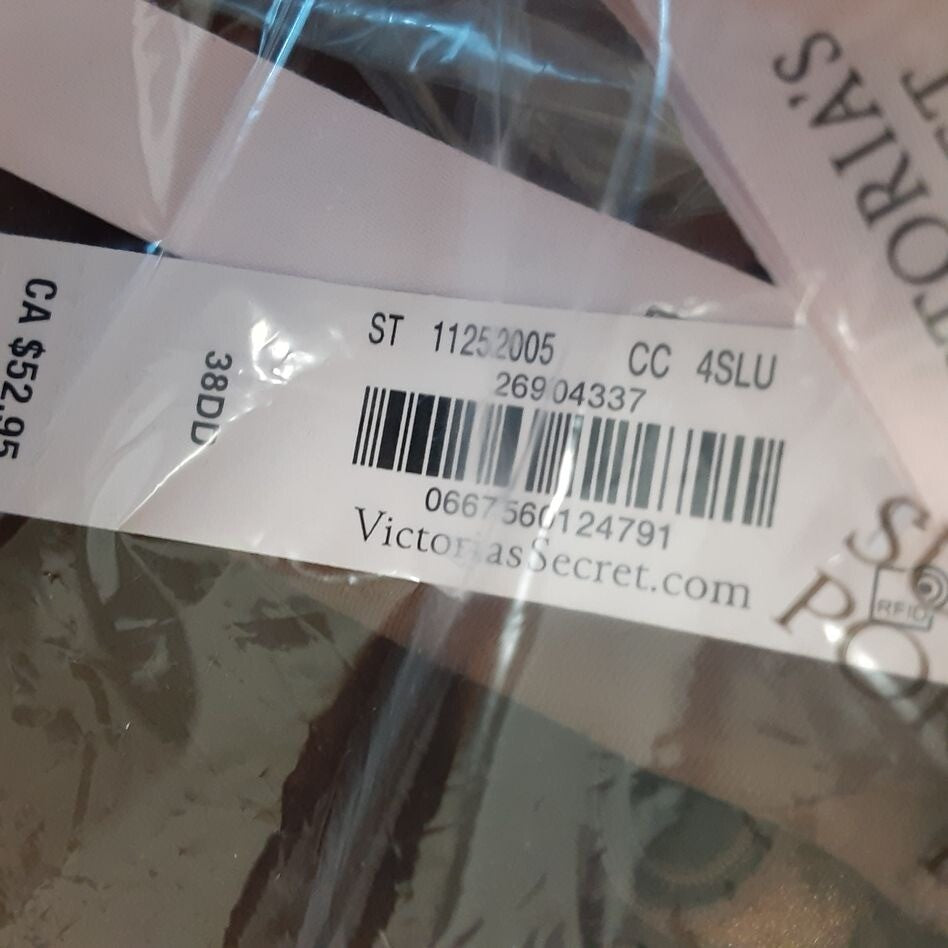 CA $52.95
38DD
ST 11252005 CC 4SLU
26904337
0667560124791
VictoriasSecret.com
RFID